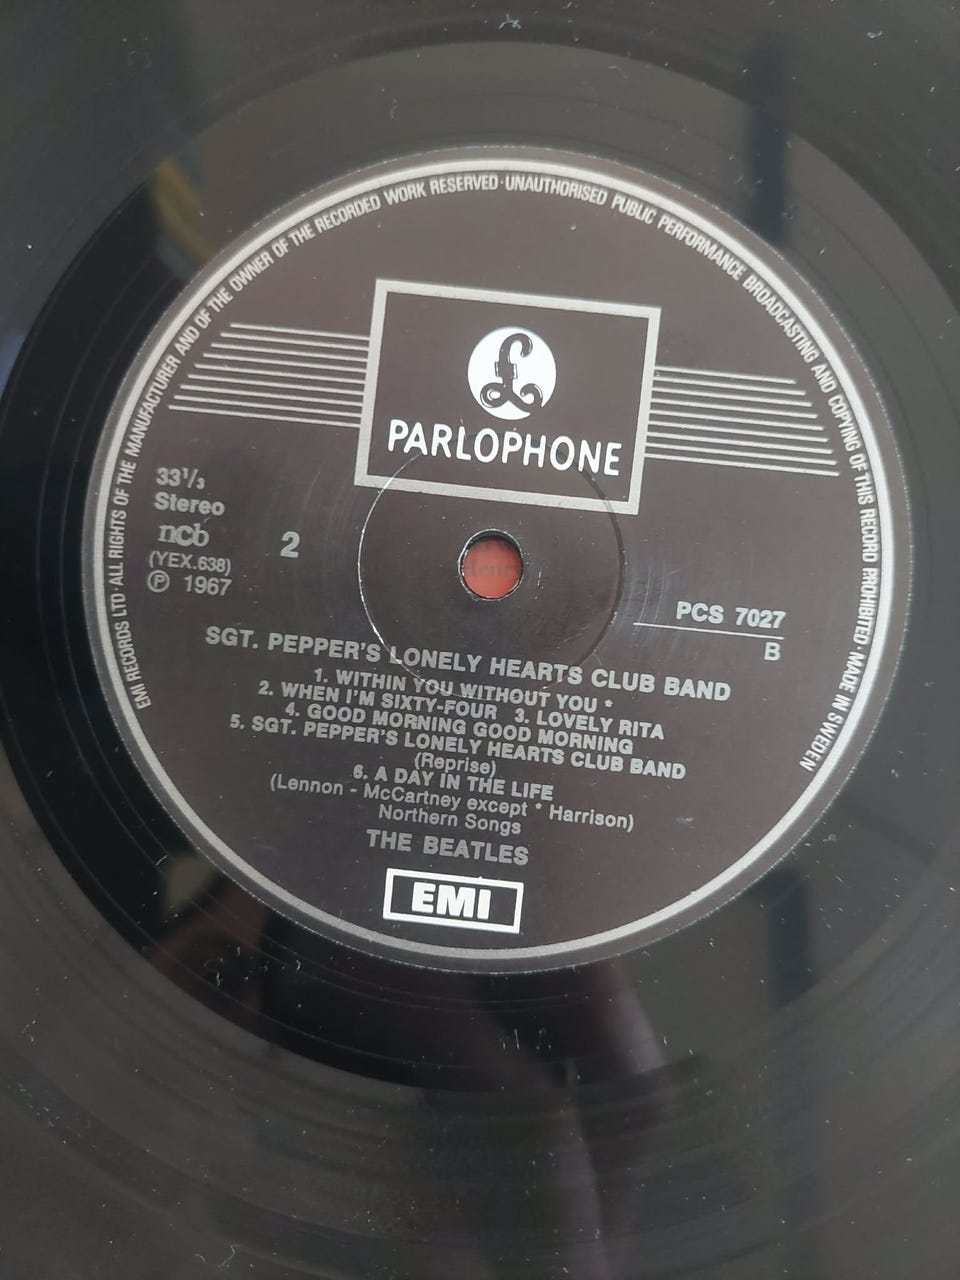 EMI RECORDS LTD · ALL RIGHTS OF THE MANUFACTURER AND OF THE OWNER OF THE RECORDED WORK RESERVED · UNAUTHORISED PUBLIC PERFORMANCE BROADCASTING AND COPYING OF THIS RECORD PROHIBITED · MADE IN SWEDEN
£
PARLOPHONE
33⅓
Stereo
ncb
(YEX.638)
℗ 1967
2
Henry
PCS 7027
B
SGT. PEPPER'S LONELY HEARTS CLUB BAND
1. WITHIN YOU WITHOUT YOU *
2. WHEN I'M SIXTY-FOUR 3. LOVELY RITA
4. GOOD MORNING GOOD MORNING
5. SGT. PEPPER'S LONELY HEARTS CLUB BAND
(Reprise)
6. A DAY IN THE LIFE
(Lennon - McCartney except * Harrison)
Northern Songs
THE BEATLES
EMI